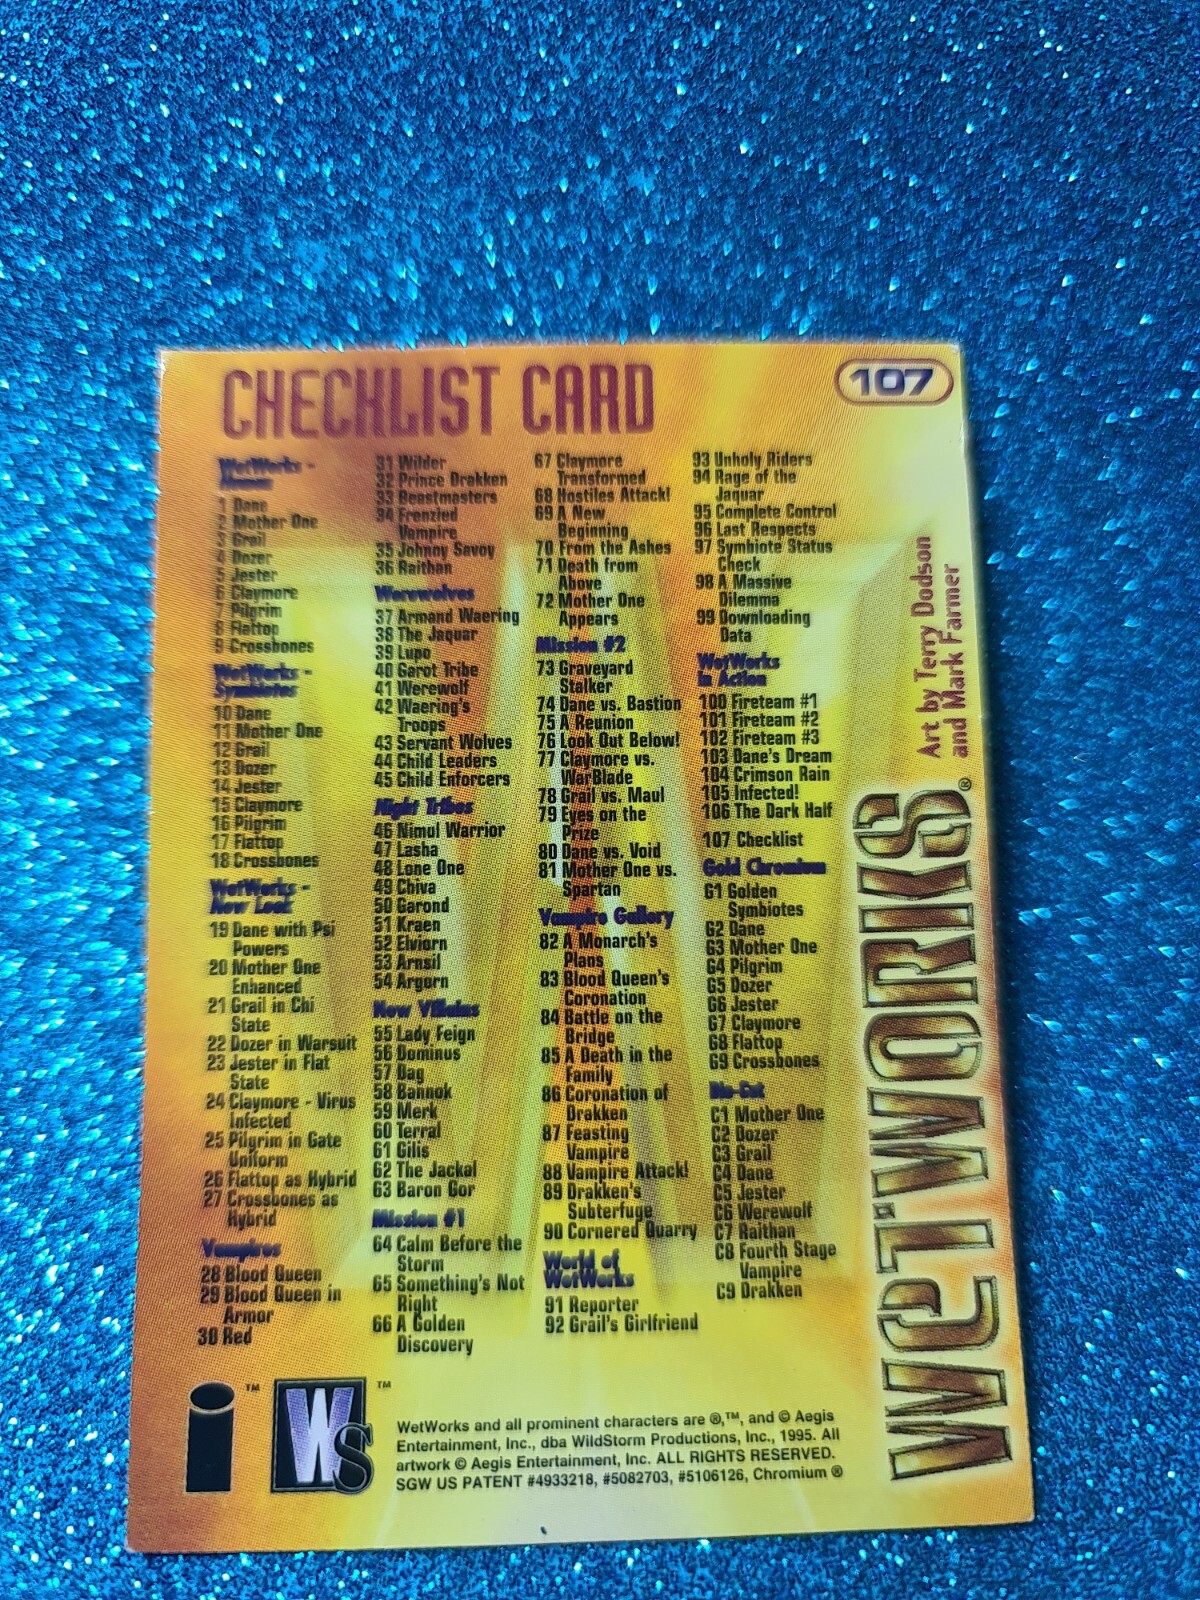 CHECKLIST CARD
107
WetWorks -
Humans
1 Dane
2 Mother One
3 Grail
4 Dozer
5 Jester
6 Claymore
7 Pilgrim
8 Flattop
9 Crossbones
WetWorks -
Symbiotes
10 Dane
11 Mother One
12 Grail
13 Dozer
14 Jester
15 Claymore
16 Pilgrim
17 Flattop
18 Crossbones
WetWorks -
New Look
19 Dane with Psi
Powers
20 Mother One
Enhanced
21 Grail in Chi
State
22 Dozer in Warsuit
23 Jester in Flat
State
24 Claymore - Virus
Infected
25 Pilgrim in Gate
Uniform
26 Flattop as Hybrid
27 Crossbones as
Hybrid
Vampires
28 Blood Queen
29 Blood Queen in
Armor
30 Red
31 Wilder
32 Prince Drakken
33 Beastmasters
34 Frenzied
Vampire
35 Johnny Savoy
36 Raithan
Werewolves
37 Armand Waering
38 The Jaquar
39 Lupo
40 Garot Tribe
41 Werewolf
42 Waering's
Troops
43 Servant Wolves
44 Child Leaders
45 Child Enforcers
Night Tribes
46 Nimul Warrior
47 Lasha
48 Lone One
49 Chiva
50 Garond
51 Kraen
52 Elviorn
53 Arnsil
54 Argorn
New Villains
55 Lady Feign
56 Dominus
57 Dag
58 Bannok
59 Merk
60 Terral
61 Gilis
62 The Jackal
63 Baron Gor
Mission #1
64 Calm Before the
Storm
65 Something's Not
Right
66 A Golden
Discovery
67 Claymore
Transformed
68 Hostiles Attack!
69 A New
Beginning
70 From the Ashes
71 Death from
Above
72 Mother One
Appears
Mission #2
73 Graveyard
Stalker
74 Dane vs. Bastion
75 A Reunion
76 Look Out Below!
77 Claymore vs.
WarBlade
78 Grail vs. Maul
79 Eyes on the
Prize
80 Dane vs. Void
81 Mother One vs.
Spartan
Vampire Gallery
82 A Monarch's
Plans
83 Blood Queen's
Coronation
84 Battle on the
Bridge
85 A Death in the
Family
86 Coronation of
Drakken
87 Feasting
Vampire
88 Vampire Attack!
89 Drakken's
Subterfuge
90 Cornered Quarry
World of
WetWorks
91 Reporter
92 Grail's Girlfriend
93 Unholy Riders
94 Rage of the
Jaquar
95 Complete Control
96 Last Respects
97 Symbiote Status
Check
98 A Massive
Dilemma
99 Downloading
Data
WetWorks
In Action
100 Fireteam #1
101 Fireteam #2
102 Fireteam #3
103 Dane's Dream
104 Crimson Rain
105 Infected!
106 The Dark Half
107 Checklist
Gold Chromium
G1 Golden
Symbiotes
G2 Dane
G3 Mother One
G4 Pilgrim
G5 Dozer
G6 Jester
G7 Claymore
G8 Flattop
G9 Crossbones
Die-Cut
C1 Mother One
C2 Dozer
C3 Grail
C4 Dane
C5 Jester
C6 Werewolf
C7 Raithan
C8 Fourth Stage
Vampire
C9 Drakken
Art by Terry Dodson
and Mark Farmer
WETWORKS®
i ™
WS ™
WetWorks and all prominent characters are ®,™, and © Aegis
Entertainment, Inc., dba WildStorm Productions, Inc., 1995. All
artwork © Aegis Entertainment, Inc. ALL RIGHTS RESERVED.
SGW US PATENT #4933218, #5082703, #5106126, Chromium ®